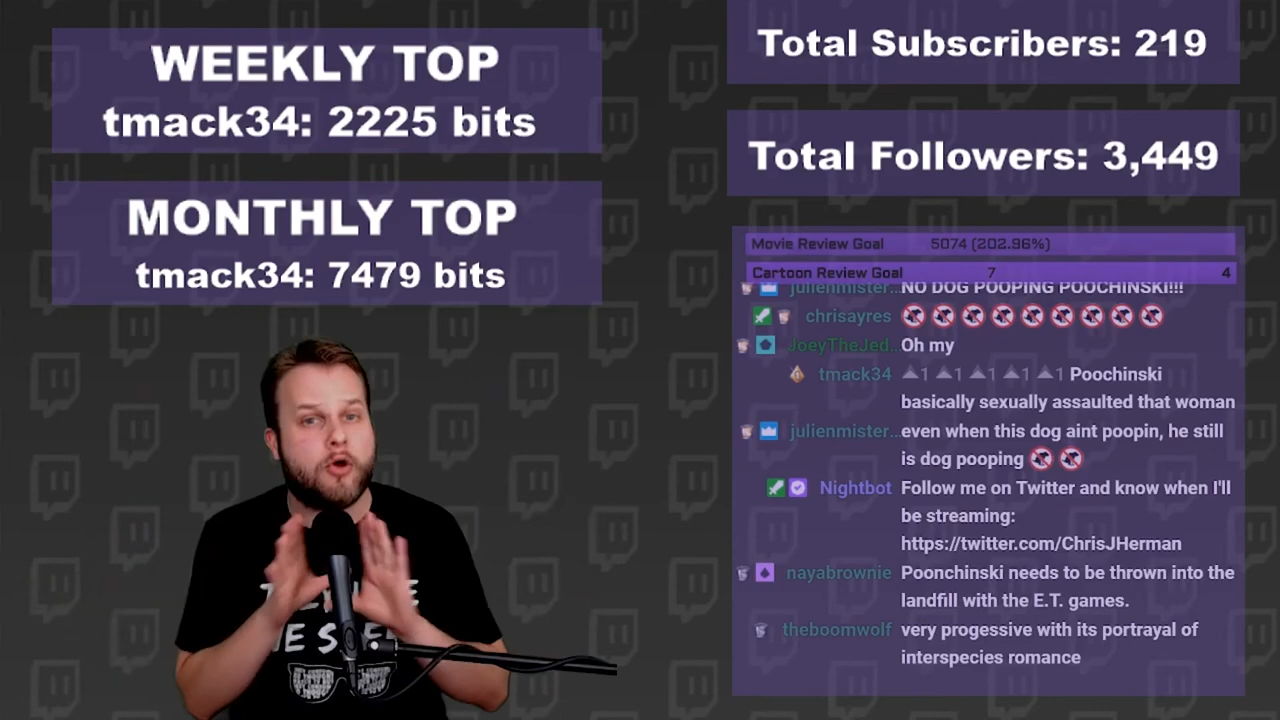 WEEKLY TOP
tmack34: 2225 bits
MONTHLY TOP
tmack34: 7479 bits
Total Subscribers: 219
Total Followers: 3,449
Movie Review Goal 5074 (202.96%)
Cartoon Review Goal 7 4
julienmister... NO DOG POOPING POOCHINSKI!!!
chrisayres
JoeyTheJed... Oh my
tmack34 1 1 1 1 1 Poochinski
basically sexually assaulted that woman
julienmister... even when this dog aint poopin, he still
is dog pooping
Nightbot Follow me on Twitter and know when I'll
be streaming:
https://twitter.com/ChrisJHerman
nayabrownie Poonchinski needs to be thrown into the
landfill with the E.T. games.
theboomwolf very progessive with its portrayal of
interspecies romance